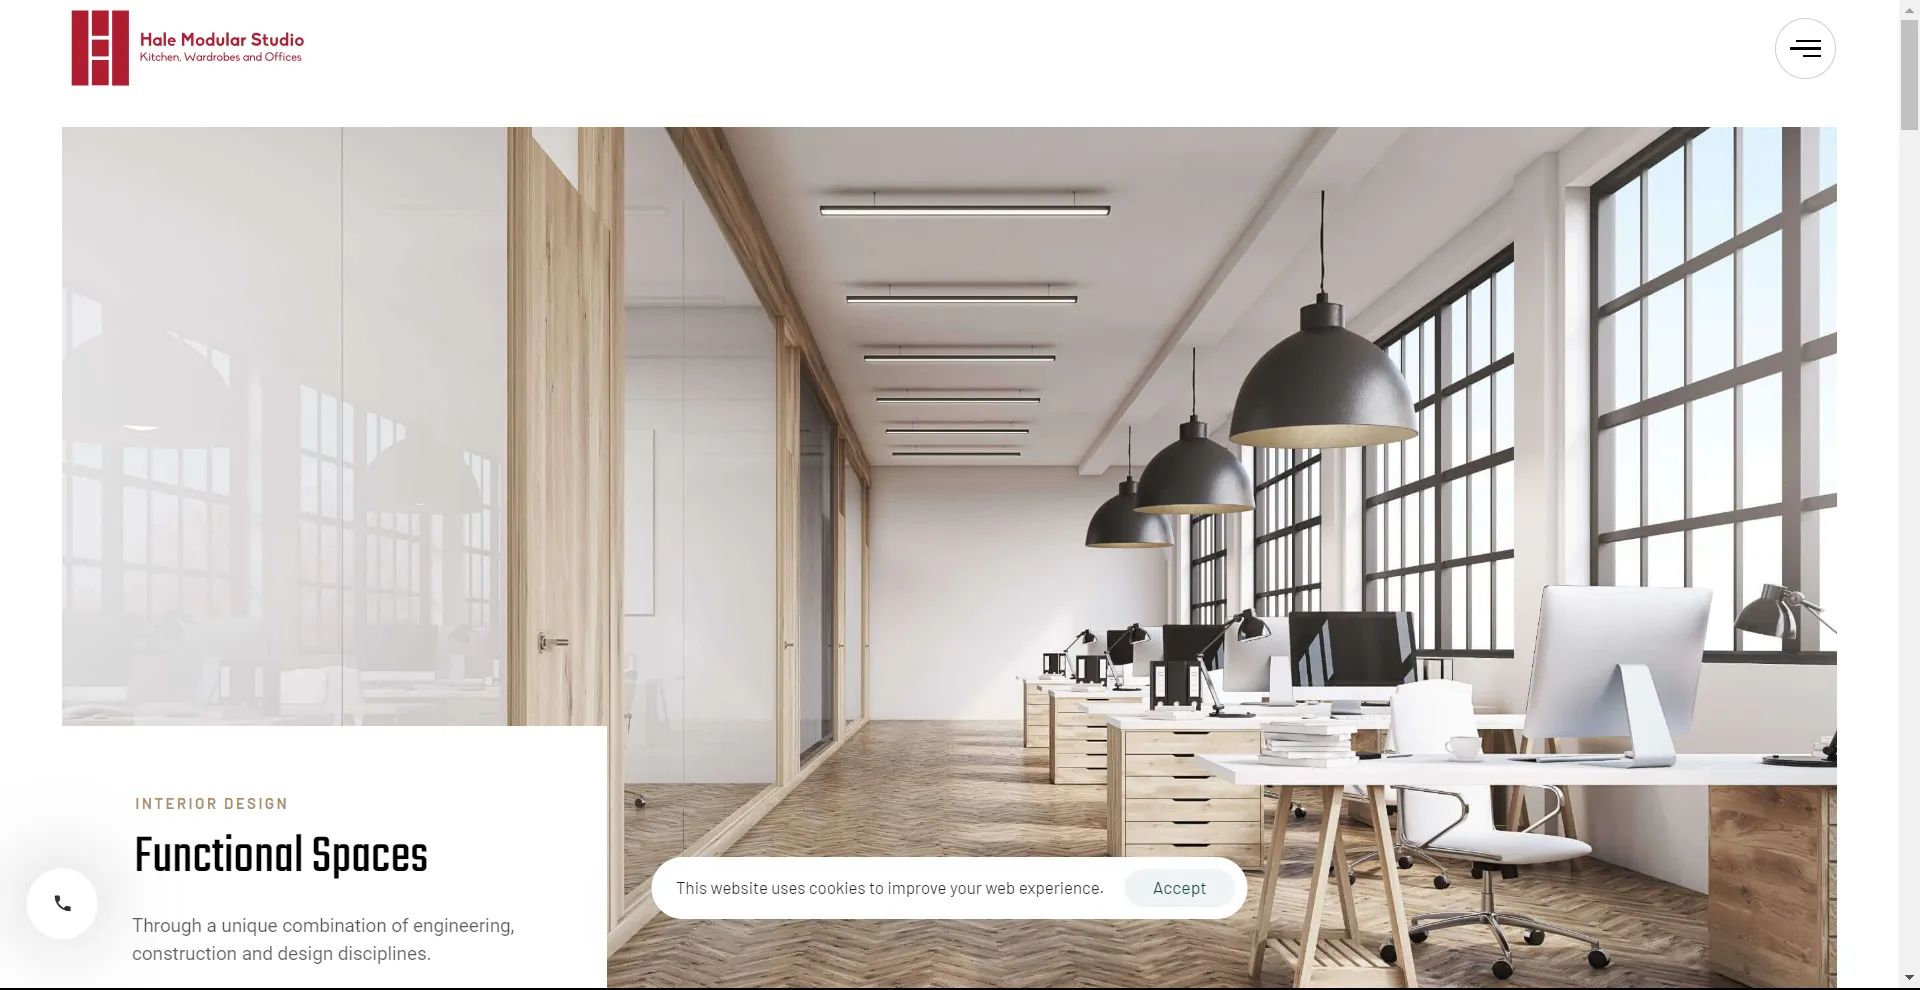 Hale Modular Studio
Kitchen, Wardrobes and Offices
INTERIOR DESIGN
Functional Spaces
Through a unique combination of engineering,
construction and design disciplines.
This website uses cookies to improve your web experience.
Accept